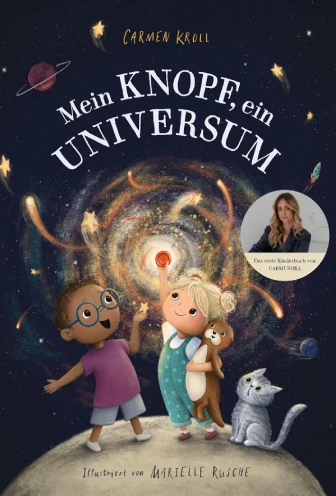 CARMEN KROLL
Mein KNOPF, ein
UNIVERSUM
Das erste Kinderbuch von
CARMUSHKA
Illustriert von MARIELLE RUSCHE